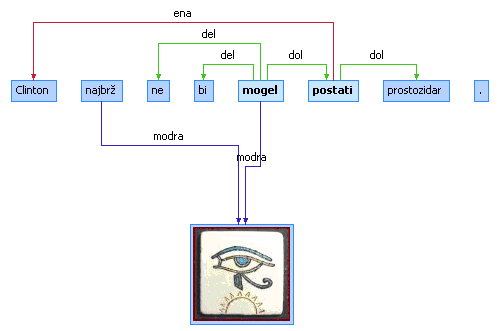 ena
del
del dol dol
Clinton najbrž ne bi mogel postati prostozidar .
modra modra